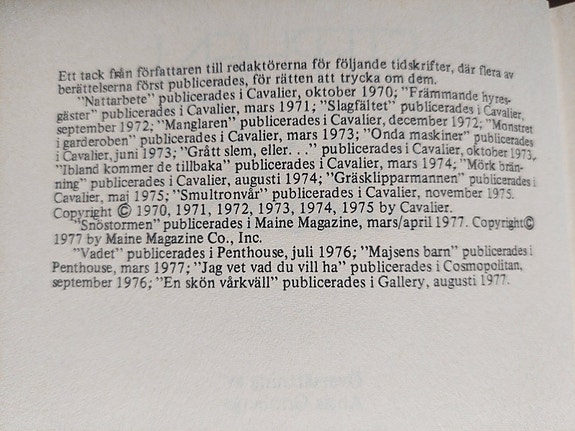 Ett tack från författaren till redaktörerna för följande tidskrifter, där flera av
berättelserna först publicerades, för rätten att trycka om dem.
"Nattarbete" publicerades i Cavalier, oktober 1970; "Främmande hyres-
gäster" publicerades i Cavalier, mars 1971; "Slagfältet" publicerades i Cavalier,
september 1972; "Manglaren" publicerades i Cavalier, december 1972; "Monstret
i garderoben" publicerades i Cavalier, mars 1973; "Onda maskiner" publicerades
i Cavalier, juni 1973; "Grått slem, eller. . ." publicerades i Cavalier, oktober 1973,
"Ibland kommer de tillbaka" publicerades i Cavalier, mars 1974; "Mörk brän-
ning" publicerades i Cavalier, augusti 1974; "Gräsklipparmannen" publicerades i
Cavalier, maj 1975; "Smultronvår" publicerades i Cavalier, november 1975.
Copyright © 1970, 1971, 1972, 1973, 1974, 1975 by Cavalier.
"Snöstormen" publicerades i Maine Magazine, mars/april 1977. Copyright©
1977 by Maine Magazine Co., Inc.
"Vadet" publicerades i Penthouse, juli 1976; "Majsens barn" publicerades i
Penthouse, mars 1977; "Jag vet vad du vill ha" publicerades i Cosmopolitan,
september 1976; "En skön vårkväll" publicerades i Gallery, augusti 1977.